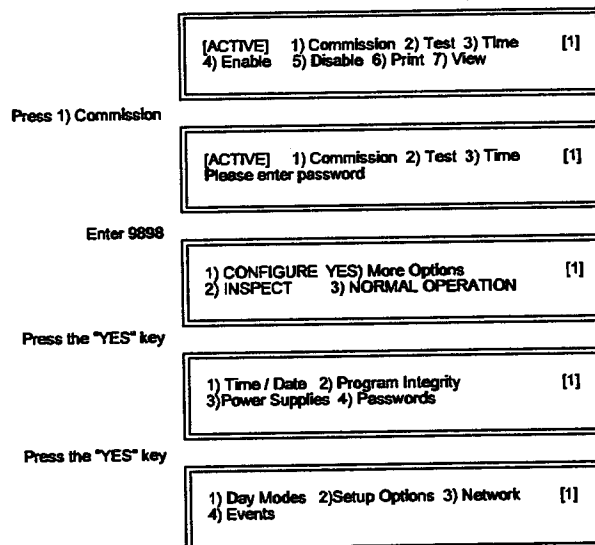 [ACTIVE] 1) Commission 2) Test 3) Time [1]
4) Enable 5) Disable 6) Print 7) View
Press 1) Commission
[ACTIVE] 1) Commission 2) Test 3) Time [1]
Please enter password
Enter 9898
1) CONFIGURE YES) More Options [1]
2) INSPECT 3) NORMAL OPERATION
Press the "YES" key
1) Time / Date 2) Program Integrity [1]
3)Power Supplies 4) Passwords
Press the "YES" key
1) Day Modes 2)Setup Options 3) Network [1]
4) Events